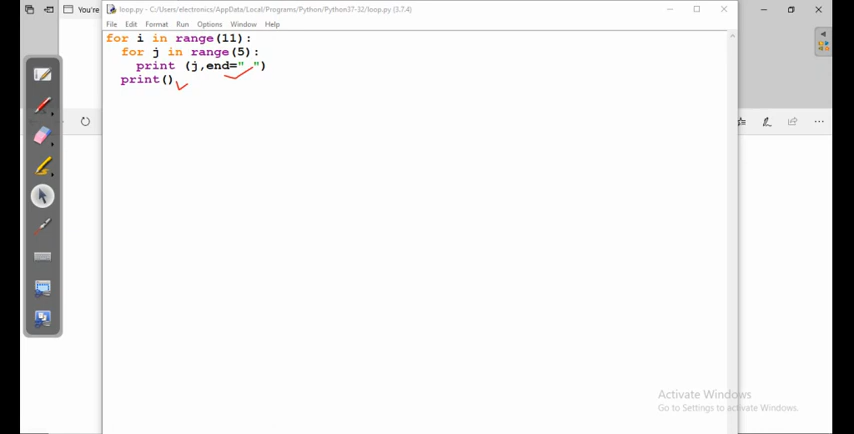 You're
loop.py - C:/Users/electronics/AppData/Local/Programs/Python/Python37-32/loop.py (3.7.4)
File Edit Format Run Options Window Help
for i in range(11):
  for j in range(5):
    print (j,end=" ")
  print()
Activate Windows
Go to Settings to activate Windows.